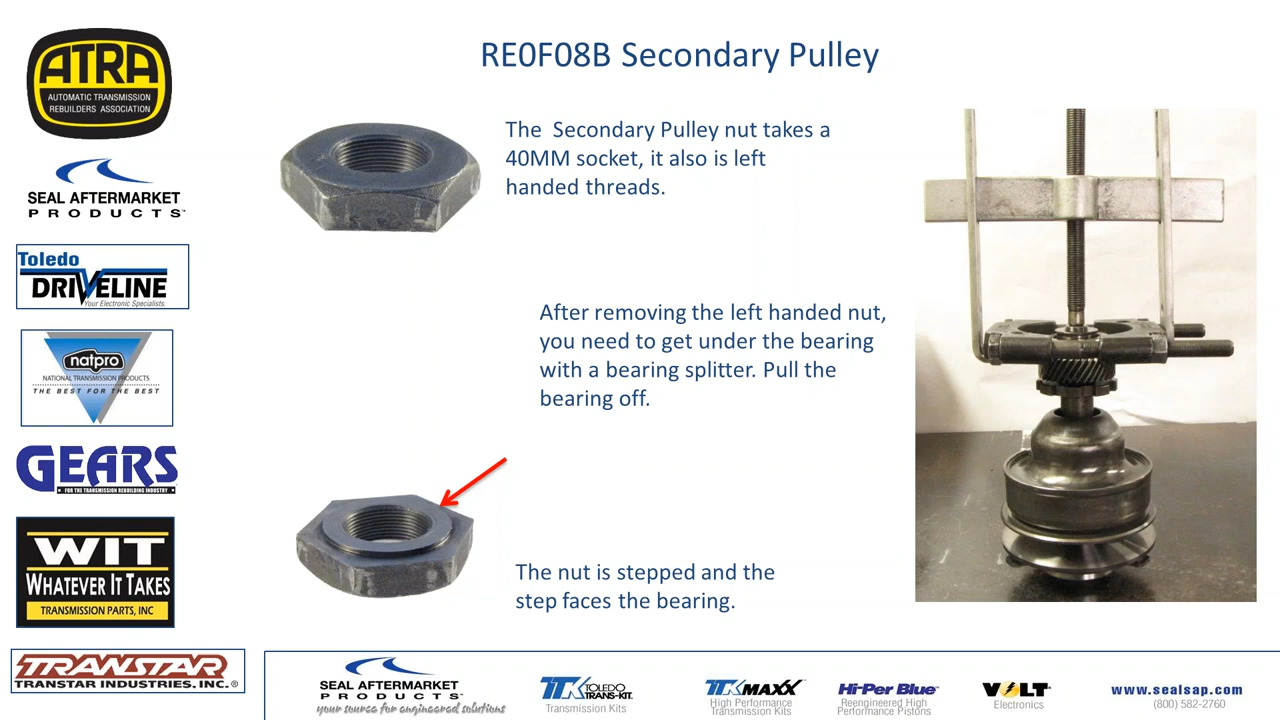 RE0F08B Secondary Pulley
ATRA
AUTOMATIC TRANSMISSION
REBUILDERS ASSOCIATION
The Secondary Pulley nut takes a
40MM socket, it also is left
handed threads.
SEAL AFTERMARKET
PRODUCTS™
Toledo
DRIVELINE
Your Electronic Specialists.
After removing the left handed nut,
you need to get under the bearing
with a bearing splitter. Pull the
bearing off.
natpro
NATIONAL TRANSMISSION PRODUCTS
THE BEST FOR THE BEST
GEARS
FOR THE TRANSMISSION REBUILDING INDUSTRY
WIT
WHATEVER IT TAKES
TRANSMISSION PARTS, INC
The nut is stepped and the
step faces the bearing.
TRANSTAR
TRANSTAR INDUSTRIES. INC.®
SEAL AFTERMARKET
PRODUCTS™
your source for engineered solutions
TTK TOLEDO TRANS-KIT
Transmission Kits
TTK MAXX
High Performance
Transmission Kits
Hi-Per Blue™
Reengineered High
Performance Pistons
VOLT
Electronics
www.sealsap.com
(800) 582-2760